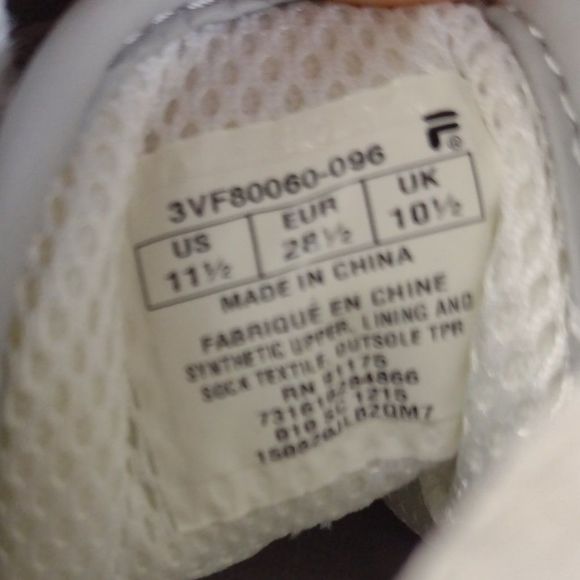 F®
3VF80060-096
US EUR UK
11½ 28½ 10½
MADE IN CHINA
FABRIQUÉ EN CHINE
SYNTHETIC UPPER, LINING AND
SOCK TEXTILE, OUTSOLE TPR
RN 91175
1215